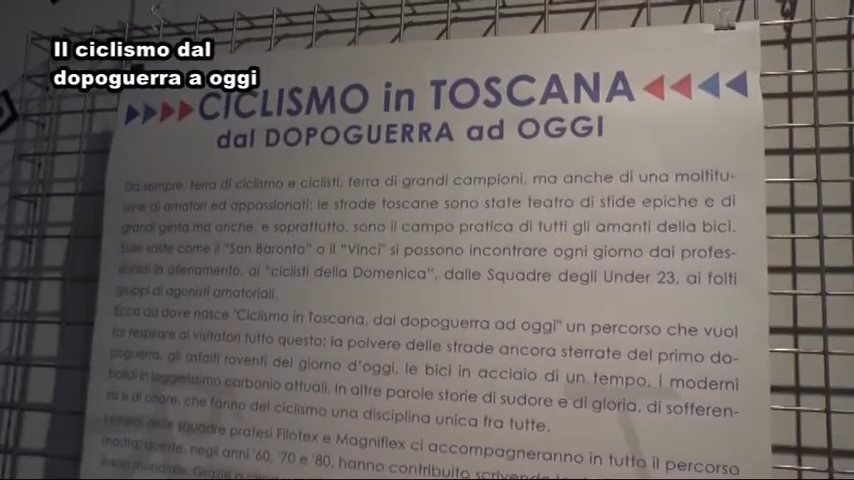 Il ciclismo dal
dopoguerra a oggi
CICLISMO in TOSCANA
dal DOPOGUERRA ad OGGI
Da sempre, terra di ciclismo e ciclisti, terra di grandi campioni, ma anche di una moltitu-
dine di amatori ed appassionati; le strade toscane sono state teatro di sfide epiche e di
grandi gesta ma anche, e soprattutto, sono il campo pratica di tutti gli amanti della bici.
Sulle salite come il "San Baronto" o il "Vinci" si possono incontrare ogni giorno dai profes-
sionisti in allenamento, ai "ciclisti della Domenica", dalle Squadre degli Under 23, ai folti
gruppi di agonisti amatoriali.
Ecco da dove nasce "Ciclismo in Toscana, dal dopoguerra ad oggi" un percorso che vuol
far respirare ai visitatori tutto questo: la polvere delle strade ancora sterrate del primo do-
poguerra, gli asfalti roventi del giorno d'oggi, le bici in acciaio di un tempo, i moderni
bolidi in leggerissimo carbonio attuali. In altre parole storie di sudore e di gloria, di sofferen-
za e di onore, che fanno del ciclismo una disciplina unica fra tutte.
I ricordi delle squadre pratesi Filotex e Magniflex ci accompagneranno in tutto il percorso
mostra; queste, negli anni '60, '70 e '80, hanno contribuito scrivendo
mondiale. Grazie